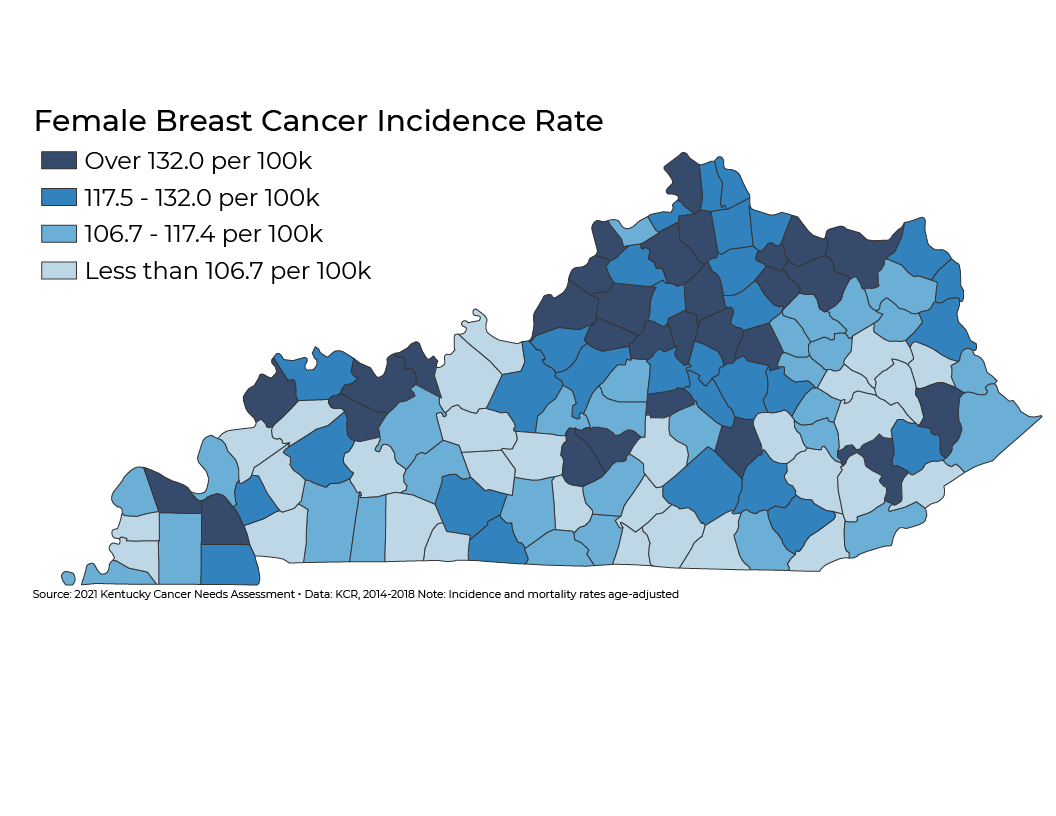 Female Breast Cancer Incidence Rate
Over 132.0 per 100k
117.5 - 132.0 per 100k
106.7 - 117.4 per 100k
Less than 106.7 per 100k
Source: 2021 Kentucky Cancer Needs Assessment • Data: KCR, 2014-2018 Note: Incidence and mortality rates age-adjusted